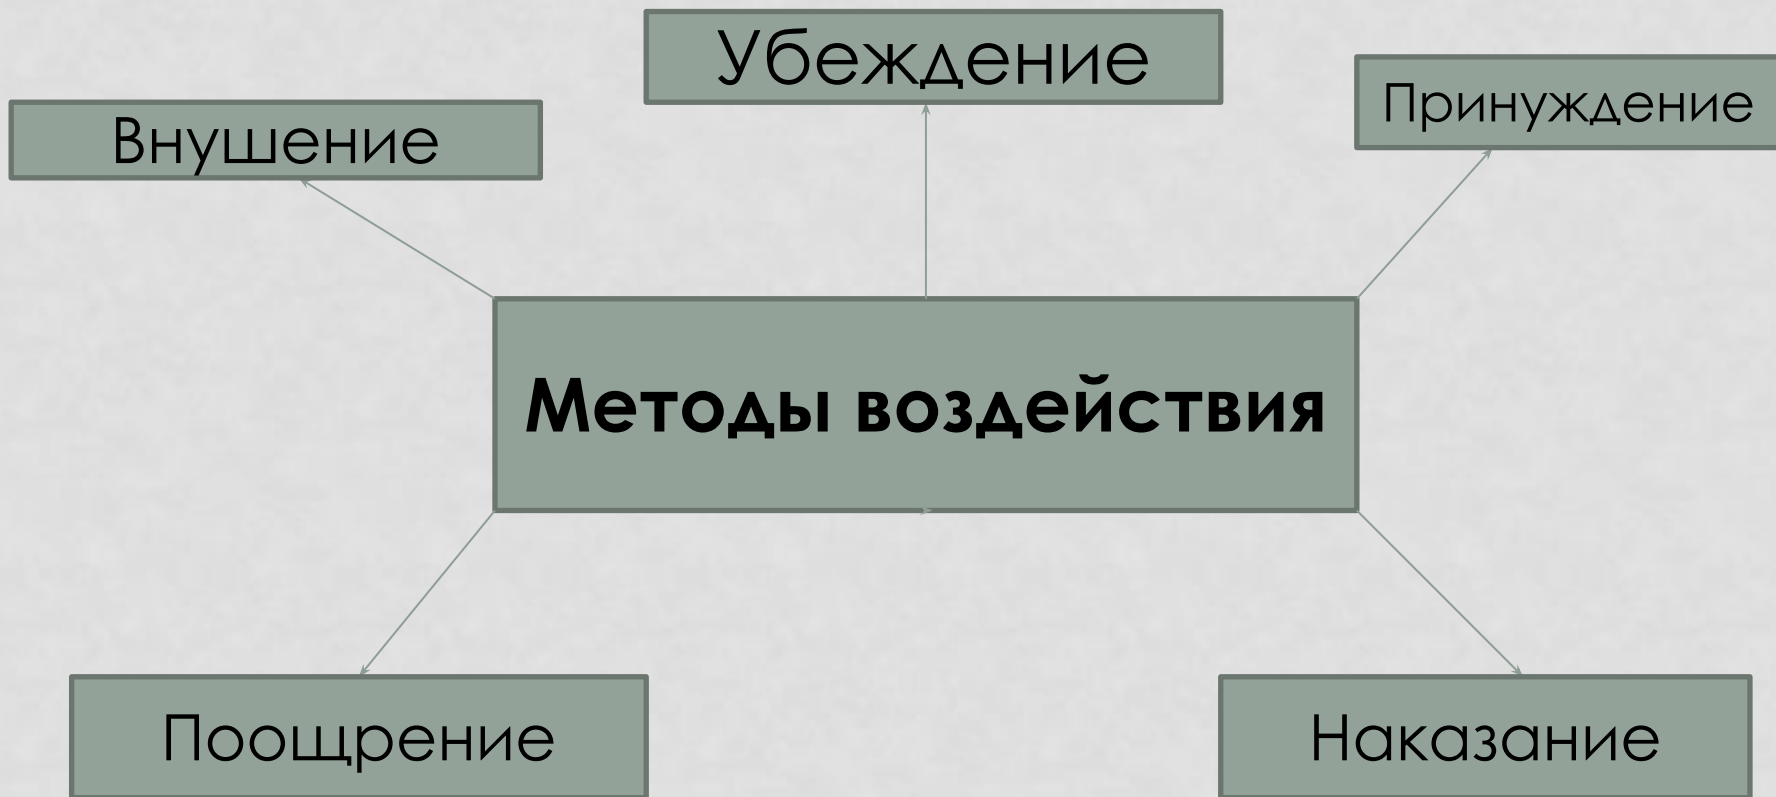 Убеждение
Принуждение
Внушение
Методы воздействия
Поощрение
Наказание